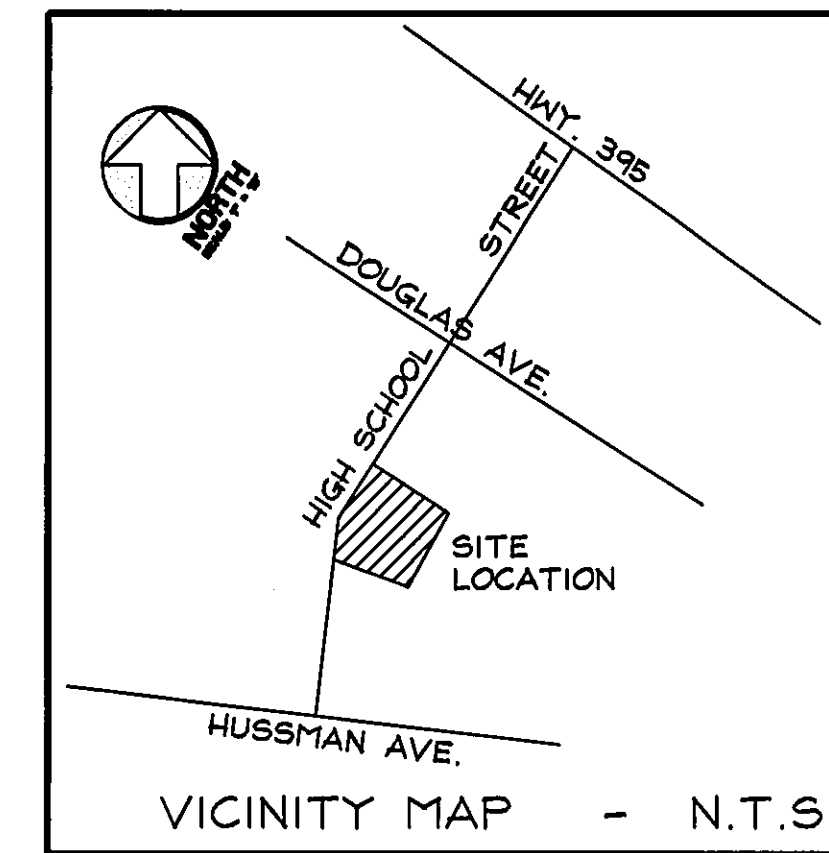 HWY. 395
NORTH
HIGH SCHOOL STREET
DOUGLAS AVE.
SITE
LOCATION
HUSSMAN AVE.
VICINITY MAP - N.T.S